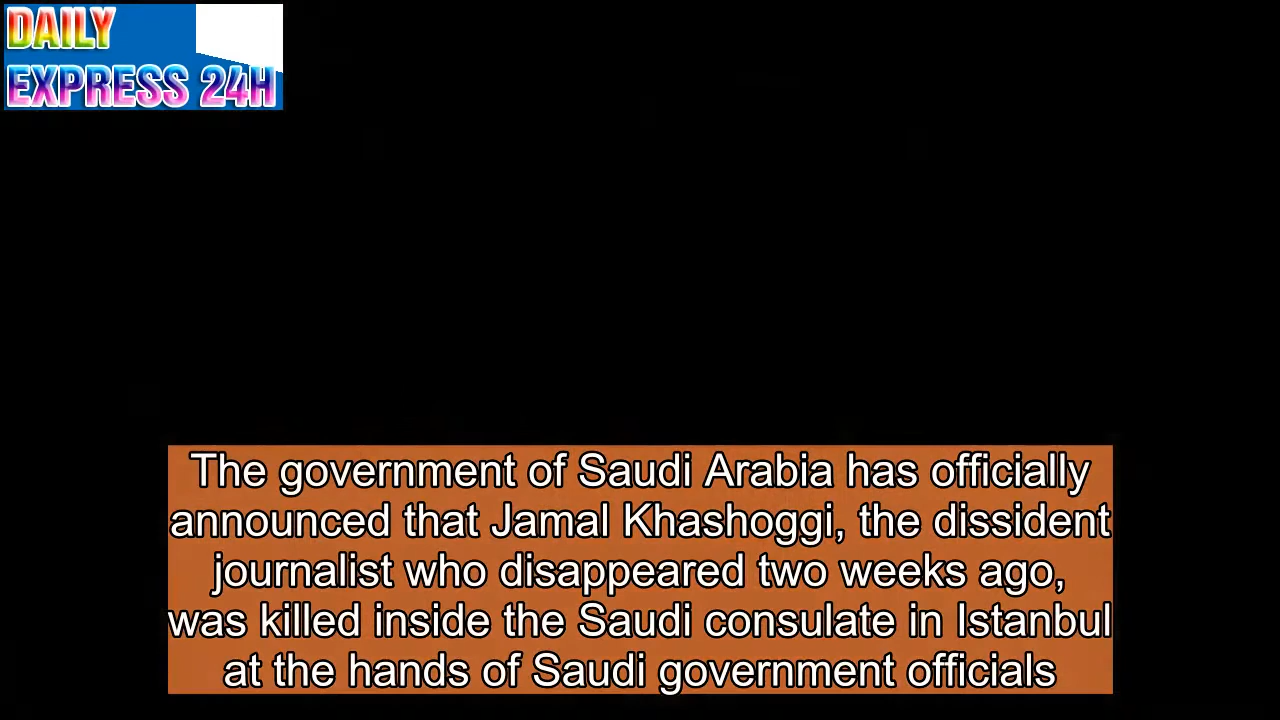 DAILY
EXPRESS 24H
The government of Saudi Arabia has officially
announced that Jamal Khashoggi, the dissident
journalist who disappeared two weeks ago,
was killed inside the Saudi consulate in Istanbul
at the hands of Saudi government officials